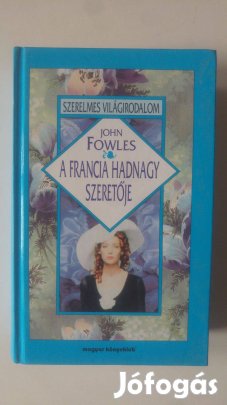 SZERELMES VILÁGIRODALOM
JOHN
FOWLES
A FRANCIA HADNAGY
SZERETŐJE
magyar könyvklub
Jófogás